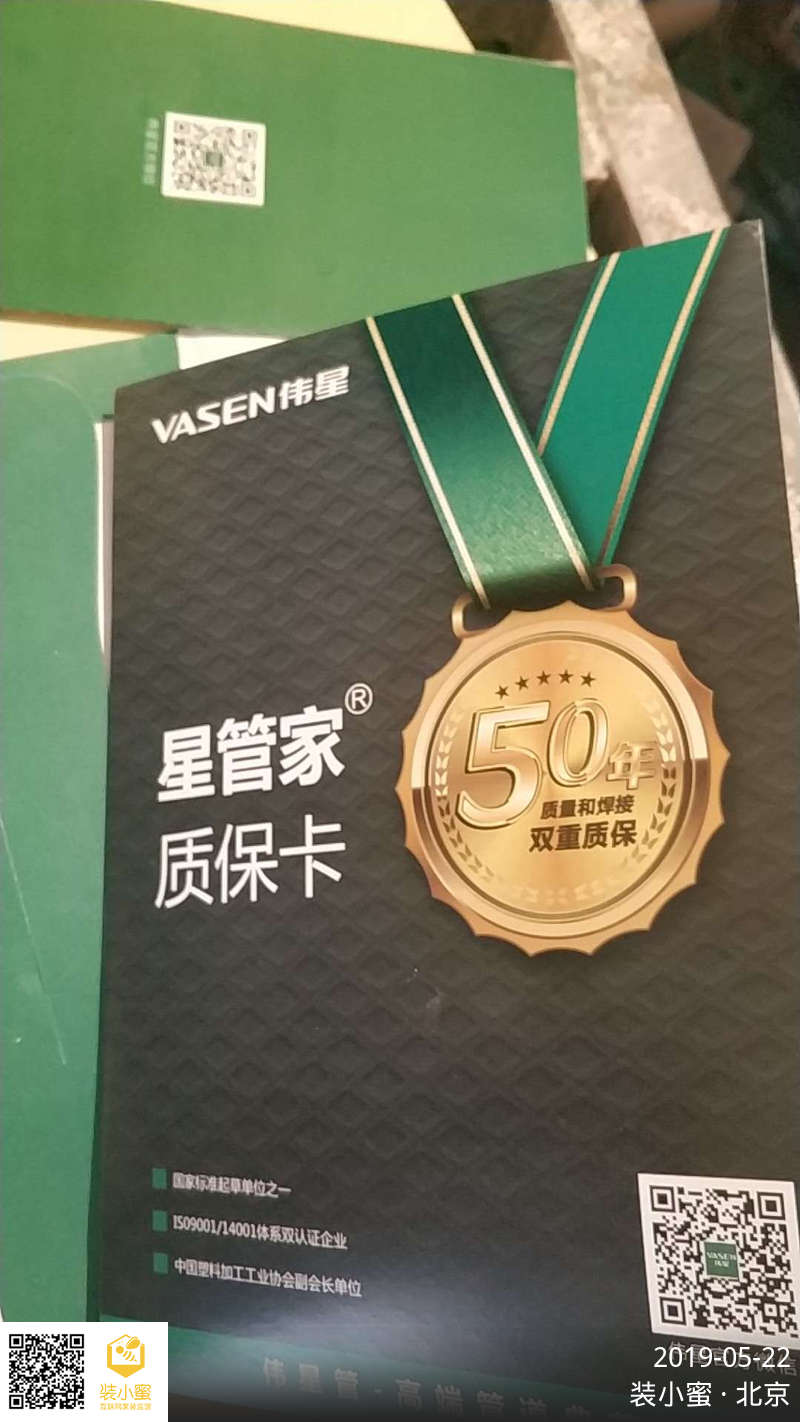 VASEN伟星
星管家®
质保卡
50年
质量和焊接
双重质保
国家标准起草单位之一
ISO9001/14001体系双认证企业
中国塑料加工工业协会副会长单位
VASEN
伟星
伟星管·高端管道
2019-05-22
装小蜜·北京
装小蜜